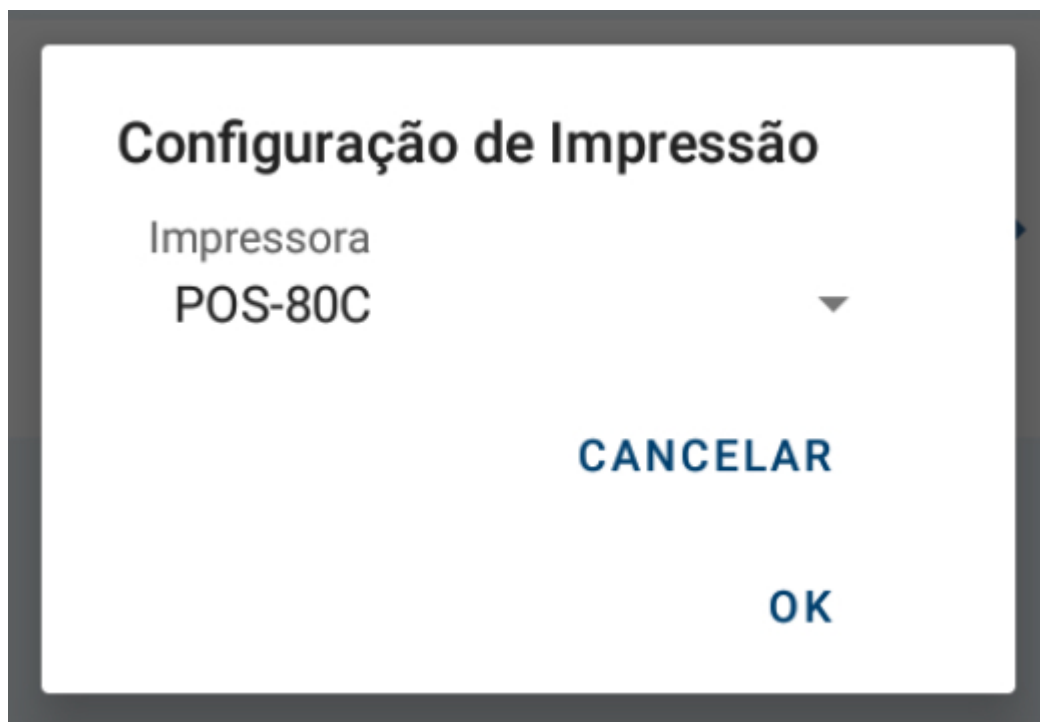 Configuração de Impressão
Impressora
POS-80C
CANCELAR
OK